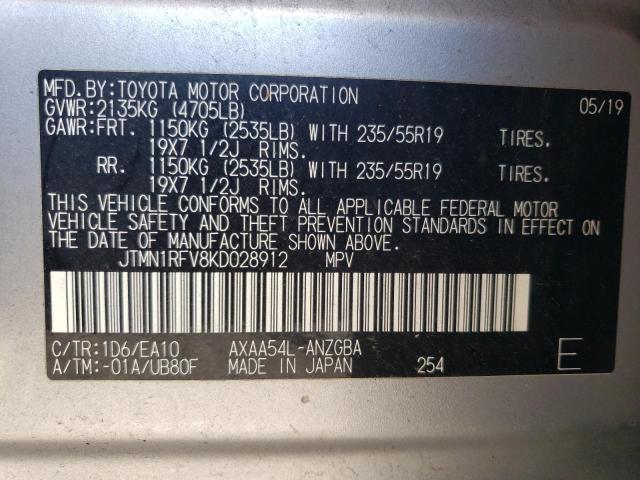 MFD.BY:TOYOTA MOTOR CORPORATION 05/19
GVWR:2135KG (4705LB)
GAWR:FRT. 1150KG (2535LB) WITH 235/55R19 TIRES.
19X7 1/2J RIMS.
RR. 1150KG (2535LB) WITH 235/55R19 TIRES.
19X7 1/2J RIMS.
THIS VEHICLE CONFORMS TO ALL APPLICABLE FEDERAL MOTOR
VEHICLE SAFETY AND THEFT PREVENTION STANDARDS IN EFFECT ON
THE DATE OF MANUFACTURE SHOWN ABOVE.
JTMN1RFV8KD028912 MPV
C/TR:1D6/EA10 AXAA54L-ANZGBA
A/TM:-01A/UB80F MADE IN JAPAN 254 E